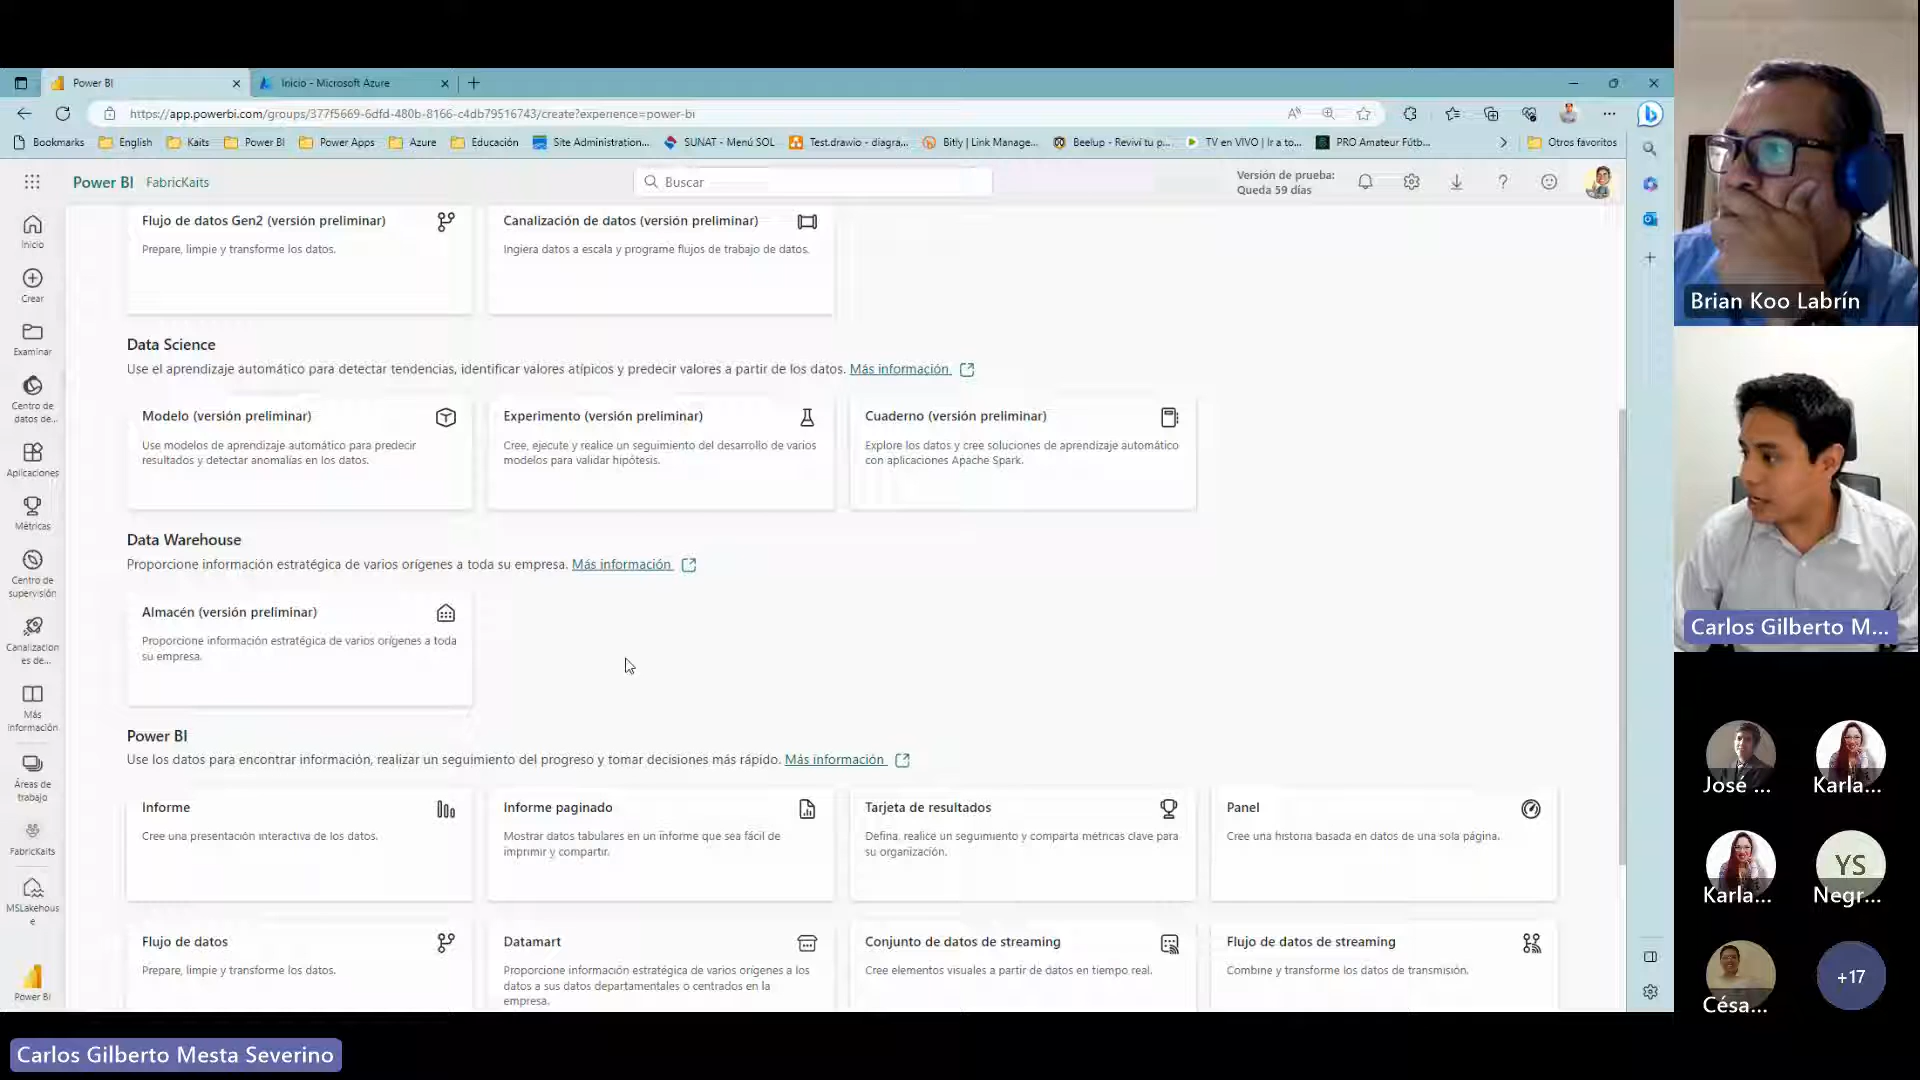 Power BI
Inicio - Microsoft Azure
https://app.powerbi.com/groups/377f5669-6dfd-480b-8166-c4db79516743/create?experience=power-bi
Bookmarks
English
Kaits
Power BI
Power Apps
Azure
Educación
Site Administration...
SUNAT - Menú SOL
Test.drawio - diagra...
Bitly | Link Manage...
Beelup - Reviví tu p...
TV en VIVO | Ir a to...
PRO Amateur Fútb...
Otros favoritos
Power BI
FabricKaits
Buscar
Versión de prueba:
Queda 59 días
Inicio
Crear
Examinar
Centro de
datos de...
Aplicaciones
Métricas
Centro de
supervisión
Canalizacion
es de...
Más
información
Áreas de
trabajo
FabricKaits
MSLakehous
e
Power BI
Flujo de datos Gen2 (versión preliminar)
Prepare, limpie y transforme los datos.
Canalización de datos (versión preliminar)
Ingiera datos a escala y programe flujos de trabajo de datos.
Data Science
Use el aprendizaje automático para detectar tendencias, identificar valores atípicos y predecir valores a partir de los datos. Más información
Modelo (versión preliminar)
Use modelos de aprendizaje automático para predecir
resultados y detectar anomalías en los datos.
Experimento (versión preliminar)
Cree, ejecute y realice un seguimiento del desarrollo de varios
modelos para validar hipótesis.
Cuaderno (versión preliminar)
Explore los datos y cree soluciones de aprendizaje automático
con aplicaciones Apache Spark.
Data Warehouse
Proporcione información estratégica de varios orígenes a toda su empresa. Más información
Almacén (versión preliminar)
Proporcione información estratégica de varios orígenes a toda
su empresa.
Power BI
Use los datos para encontrar información, realizar un seguimiento del progreso y tomar decisiones más rápido. Más información
Informe
Cree una presentación interactiva de los datos.
Informe paginado
Mostrar datos tabulares en un informe que sea fácil de
imprimir y compartir.
Tarjeta de resultados
Defina, realice un seguimiento y comparta métricas clave para
su organización.
Panel
Cree una historia basada en datos de una sola página.
Flujo de datos
Prepare, limpie y transforme los datos.
Datamart
Proporcione información estratégica de varios orígenes a los
datos a sus datos departamentales o centrados en la
empresa.
Conjunto de datos de streaming
Cree elementos visuales a partir de datos en tiempo real.
Flujo de datos de streaming
Combine y transforme los datos de transmisión.
Brian Koo Labrín
Carlos Gilberto M...
José ...
Karla...
Karla...
YS
Negr...
Césa...
+17
Carlos Gilberto Mesta Severino